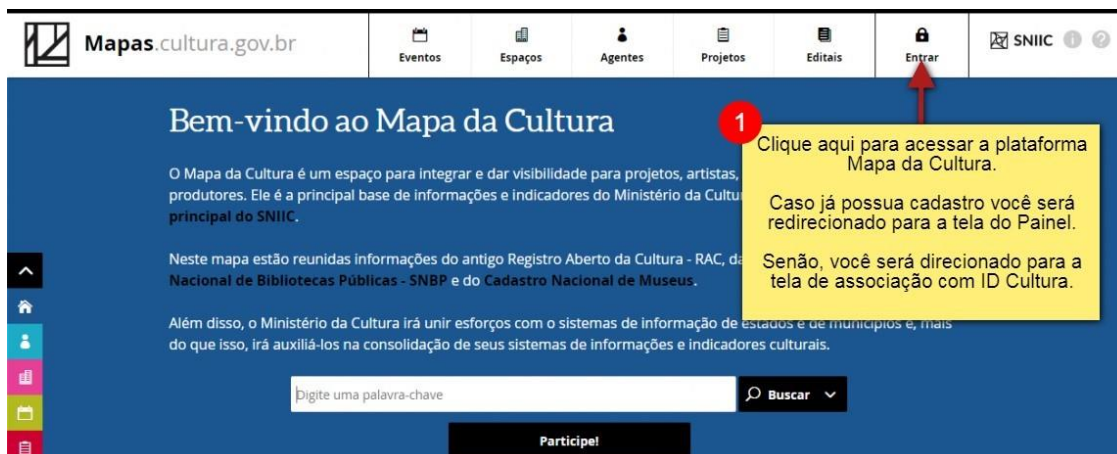 Mapas.cultura.gov.br
Eventos
Espaços
Agentes
Projetos
Editais
Entrar
SNIIC
Bem-vindo ao Mapa da Cultura
O Mapa da Cultura é um espaço para integrar e dar visibilidade para projetos, artistas,
produtores. Ele é a principal base de informações e indicadores do Ministério da Cultu
principal do SNIIC.
Neste mapa estão reunidas informações do antigo Registro Aberto da Cultura - RAC, da
Nacional de Bibliotecas Públicas - SNBP e do Cadastro Nacional de Museus.
Além disso, o Ministério da Cultura irá unir esforços com o sistemas de informação de estados e de municípios e, mais
do que isso, irá auxiliá-los na consolidação de seus sistemas de informações e indicadores culturais.
1
Clique aqui para acessar a plataforma
Mapa da Cultura.
Caso já possua cadastro você será
redirecionado para a tela do Painel.
Senão, você será direcionado para a
tela de associação com ID Cultura.
Digite uma palavra-chave
Buscar
Participe!